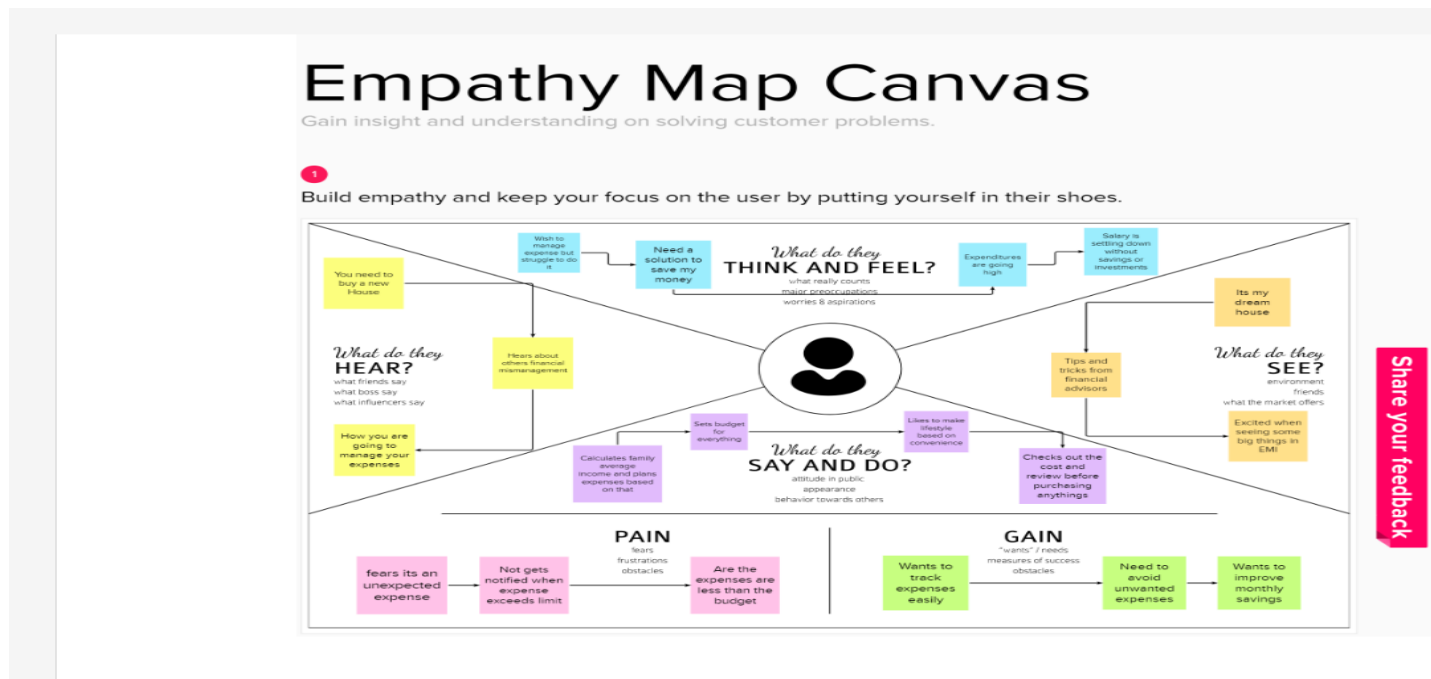 Empathy Map Canvas
Gain insight and understanding on solving customer problems.
1
Build empathy and keep your focus on the user by putting yourself in their shoes.
Wish to
manage
expense but
struggle to do
it
Need a
solution to
save my
money
What do they
THINK AND FEEL?
what really counts
major preoccupations
worries & aspirations
Expenditures
are going
high
Salary is
settling down
without
savings or
investments
You need to
buy a new
House
Hears about
others financial
mismanagement
What do they
HEAR?
what friends say
what boss say
what influencers say
How you are
going to
manage your
expenses
Its my
dream
house
Tips and
tricks from
financial
advisors
What do they
SEE?
environment
friends
what the market offers
Excited when
seeing some
big things in
EMI
Calculates family
average
income and plans
expenses based
on that
Sets budget
for
everything
What do they
SAY AND DO?
attitude in public
appearance
behavior towards others
Likes to make
lifestyle
based on
convenience
Checks out the
cost and
review before
purchasing
anythings
PAIN
fears
frustrations
obstacles
fears its an
unexpected
expense
Not gets
notified when
expense
exceeds limit
Are the
expenses are
less than the
budget
GAIN
"wants" / needs
measures of success
obstacles
Wants to
track
expenses
easily
Need to
avoid
unwanted
expenses
Wants to
improve
monthly
savings
Share your feedback